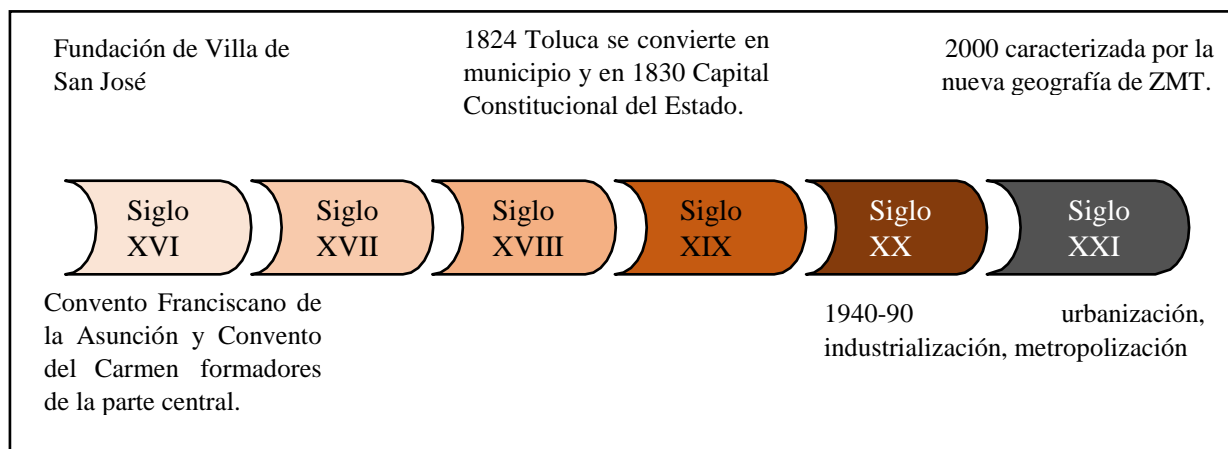 Fundación de Villa de
San José
1824 Toluca se convierte en
municipio y en 1830 Capital
Constitucional del Estado.
2000 caracterizada por la
nueva geografía de ZMT.
Siglo
XVI
Siglo
XVII
Siglo
XVIII
Siglo
XIX
Siglo
XX
Siglo
XXI
Convento Franciscano de
la Asunción y Convento
del Carmen formadores
de la parte central.
1940-90 urbanización,
industrialización, metropolización